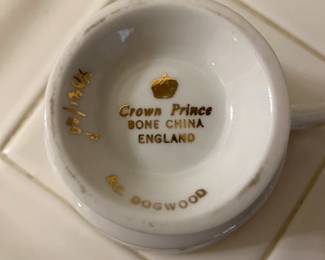 Crown Prince
BONE CHINA
ENGLAND
B.C. DOGWOOD